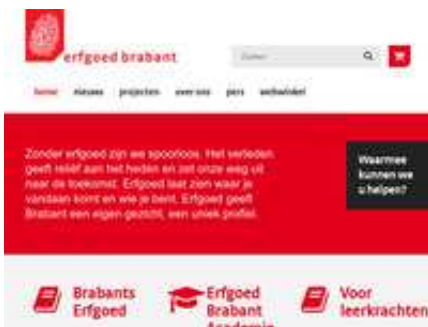 erfgoed brabant
Zoeken
home nieuws projecten over ons pers webwinkel
Zonder erfgoed zijn we spoorloos. Het verleden
geeft reliëf aan het heden en zet onze weg uit
naar de toekomst. Erfgoed laat zien waar je
vandaan komt en wie je bent. Erfgoed geeft
Brabant een eigen gezicht, een uniek profiel.
Waarmee
kunnen we
u helpen?
Brabants
Erfgoed
Erfgoed
Brabant
Academie
Voor
leerkrachten